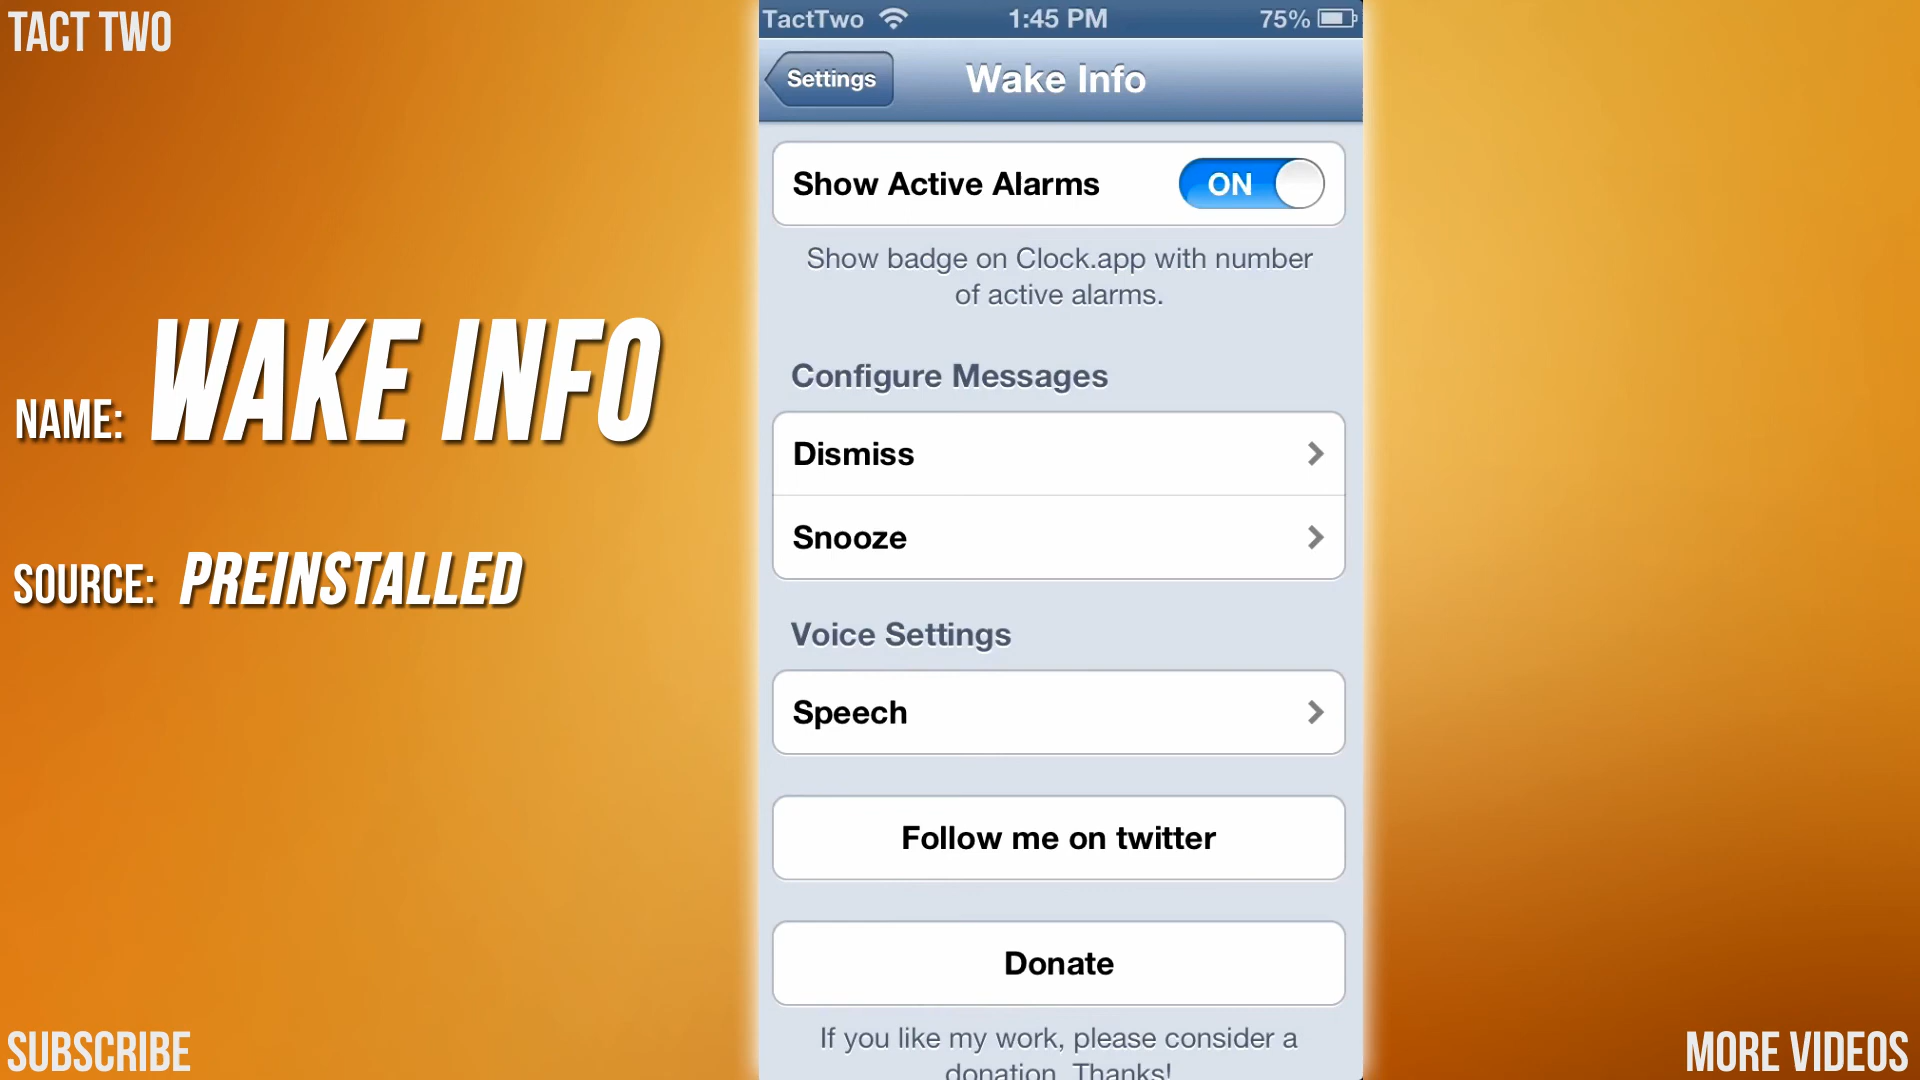 TACT TWO
TactTwo 1:45 PM 75%
Settings Wake Info
Show Active Alarms ON
Show badge on Clock.app with number
of active alarms.
NAME: WAKE INFO
Configure Messages
Dismiss
Snooze
SOURCE: PREINSTALLED
Voice Settings
Speech
Follow me on twitter
Donate
If you like my work, please consider a
donation. Thanks!
SUBSCRIBE
MORE VIDEOS